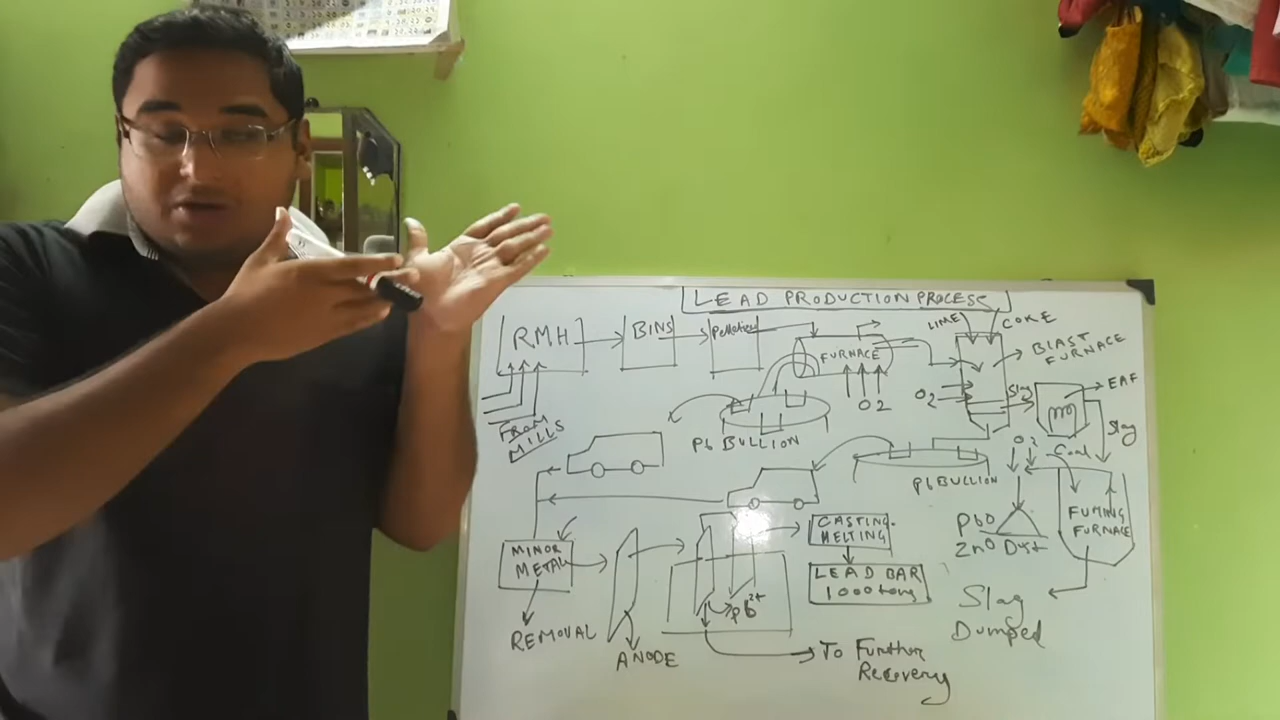 LEAD PRODUCTION PROCESS
RMH
BINS
FURNACE
LIME
COKE
BLAST
FURNACE
O2
O2
Slag
EAF
Slag
FROM
MILLS
Pb BULLION
Pb BULLION
O2
Coal
FUMING
FURNACE
PbO
ZnO Dust
Slag
Dumped
MINOR
METAL
REMOVAL
ANODE
Pb2+
CASTING
MELTING
LEAD BAR
1000 tons
To Further
Recovery